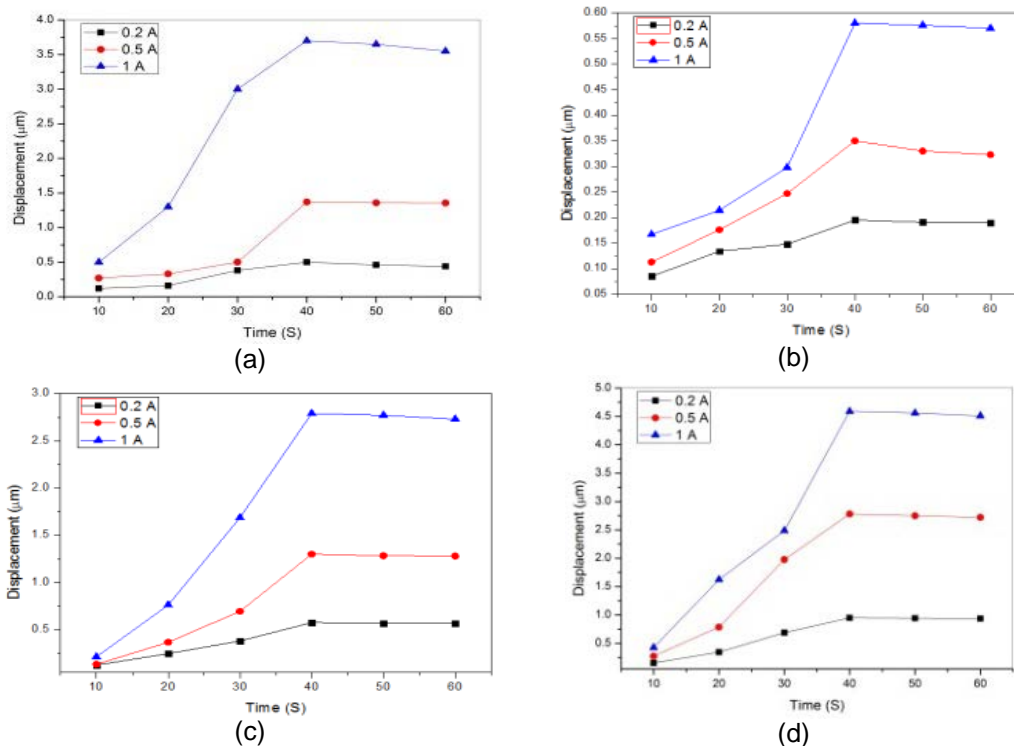 4.0
3.5
3.0
2.5
2.0
1.5
1.0
0.5
0.0
Displacement (μm)
0.2 A
0.5 A
1 A
10 20 30 40 50 60
Time (S)
(a)
0.60
0.55
0.50
0.45
0.40
0.35
0.30
0.25
0.20
0.15
0.10
0.05
Displacement (μm)
0.2 A
0.5 A
1 A
10 20 30 40 50 60
Time (S)
(b)
3.0
2.5
2.0
1.5
1.0
0.5
Displacement (μm)
0.2 A
0.5 A
1 A
10 20 30 40 50 60
Time (S)
(c)
5.0
4.5
4.0
3.5
3.0
2.5
2.0
1.5
1.0
0.5
Displacement (μm)
0.2 A
0.5 A
1 A
10 20 30 40 50 60
Time (S)
(d)